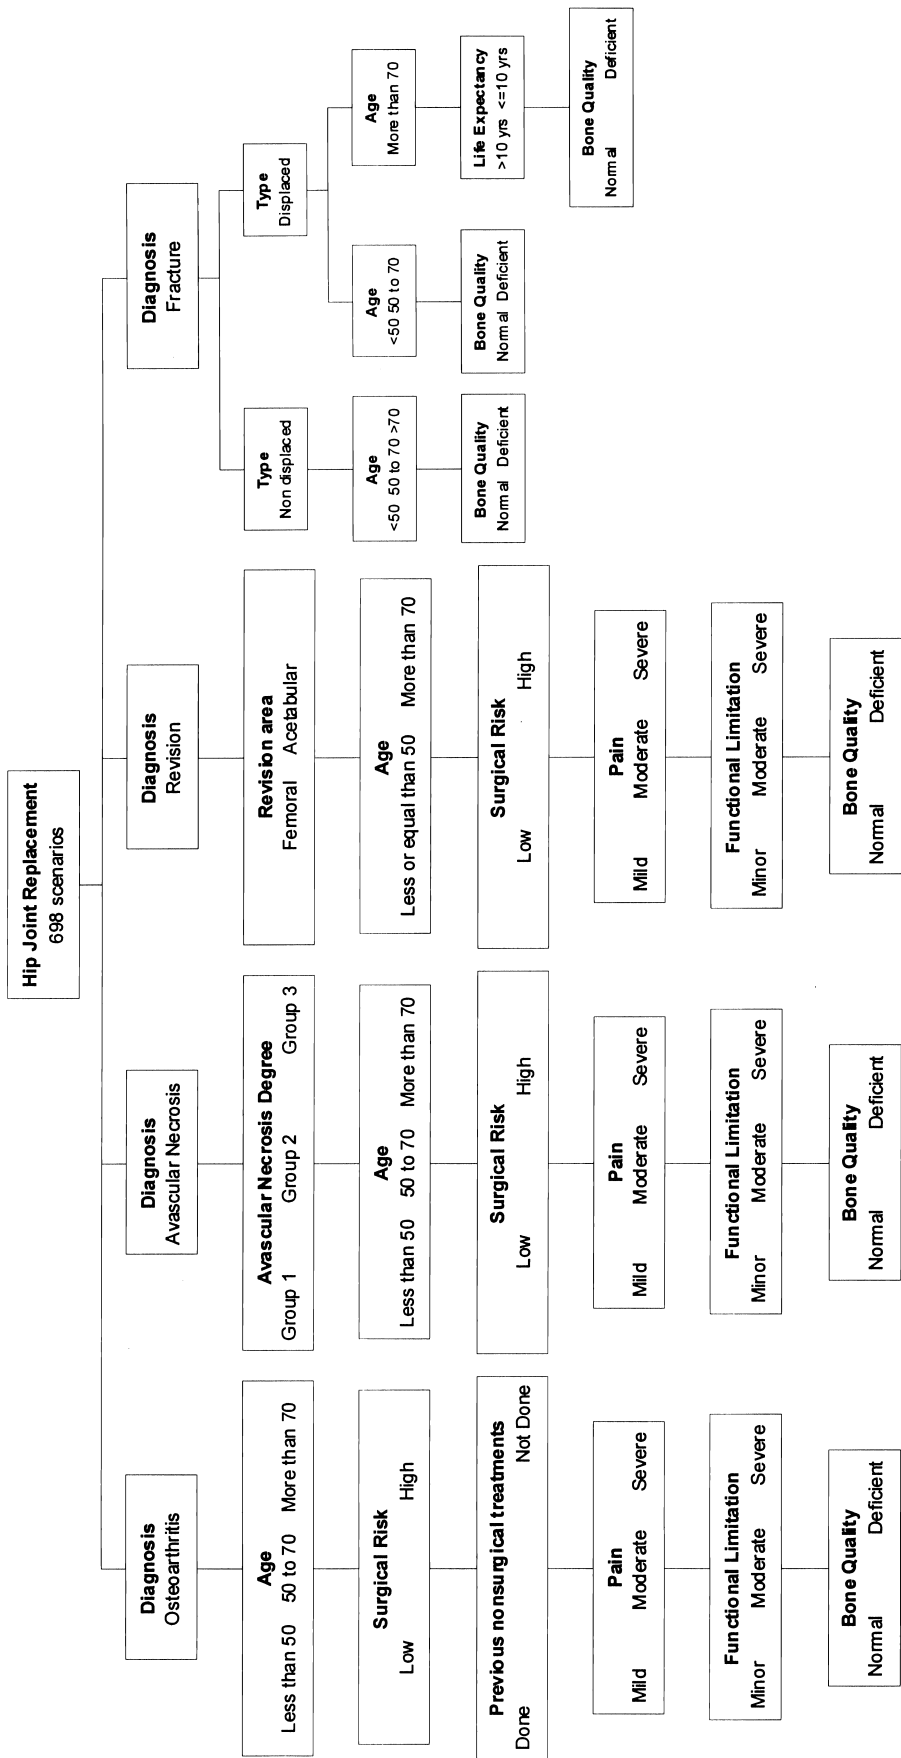 Hip Joint Replacement
698 scenarios
Diagnosis
Osteoarthritis
Age
Less than 50 50 to 70 More than 70
Surgical Risk
Low High
Previous nonsurgical treatments
Done Not Done
Pain
Mild Moderate Severe
Functional Limitation
Minor Moderate Severe
Bone Quality
Normal Deficient
Diagnosis
Avascular Necrosis
Avascular Necrosis Degree
Group 1 Group 2 Group 3
Age
Less than 50 50 to 70 More than 70
Surgical Risk
Low High
Pain
Mild Moderate Severe
Functional Limitation
Minor Moderate Severe
Bone Quality
Normal Deficient
Diagnosis
Revision
Revision area
Femoral Acetabular
Age
Less or equal than 50 More than 70
Surgical Risk
Low High
Pain
Mild Moderate Severe
Functional Limitation
Minor Moderate Severe
Bone Quality
Normal Deficient
Diagnosis
Fracture
Type
Non displaced
Age
<50 50 to 70 >70
Bone Quality
Normal Deficient
Type
Displaced
Age
<50 50 to 70
Bone Quality
Normal Deficient
Age
More than 70
Life Expectancy
>10 yrs <=10 yrs
Bone Quality
Normal Deficient